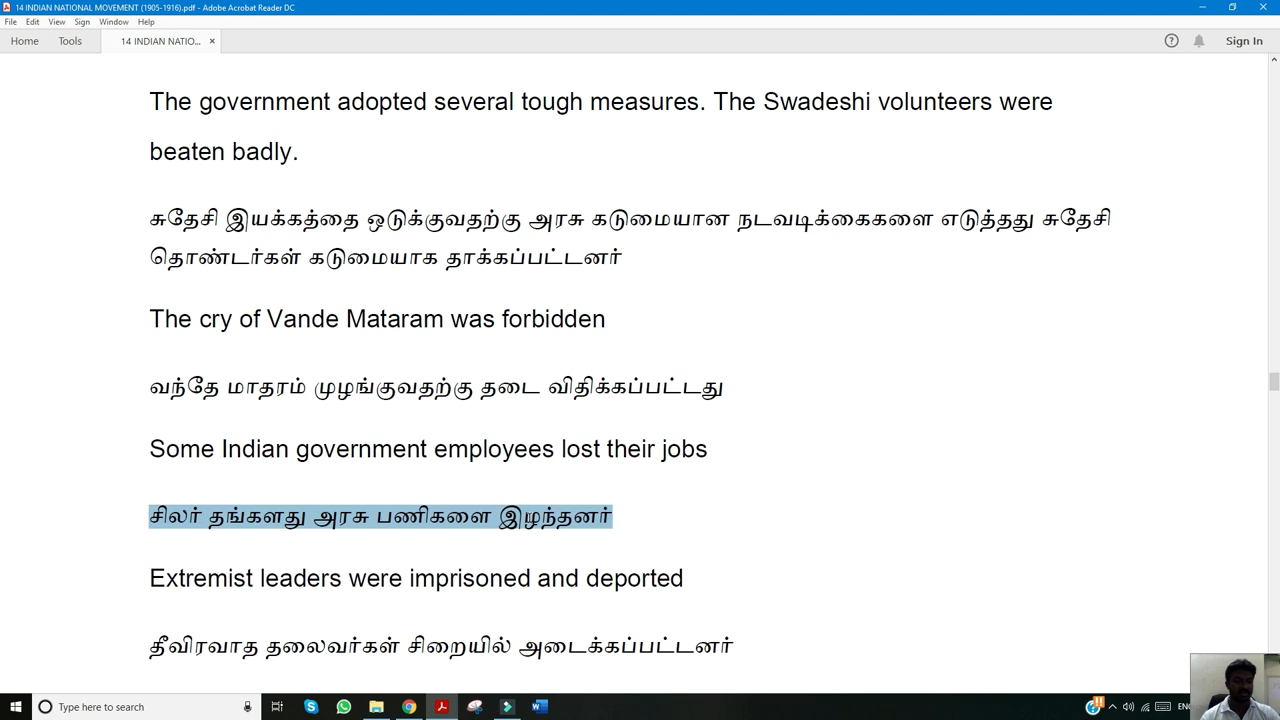 14 INDIAN NATIONAL MOVEMENT (1905-1916).pdf - Adobe Acrobat Reader DC
File Edit View Sign Window Help
Home Tools 14 INDIAN NATIO... × Sign In
The government adopted several tough measures. The Swadeshi volunteers were
beaten badly.
சுதேசி இயக்கத்தை ஒடுக்குவதற்கு அரசு கடுமையான நடவடிக்கைகளை எடுத்தது சுதேசி
தொண்டர்கள் கடுமையாக தாக்கப்பட்டனர்
The cry of Vande Mataram was forbidden
வந்தே மாதரம் முழங்குவதற்கு தடை விதிக்கப்பட்டது
Some Indian government employees lost their jobs
சிலர் தங்களது அரசு பணிகளை இழந்தனர்
Extremist leaders were imprisoned and deported
தீவிரவாத தலைவர்கள் சிறையில் அடைக்கப்பட்டனர்
Type here to search